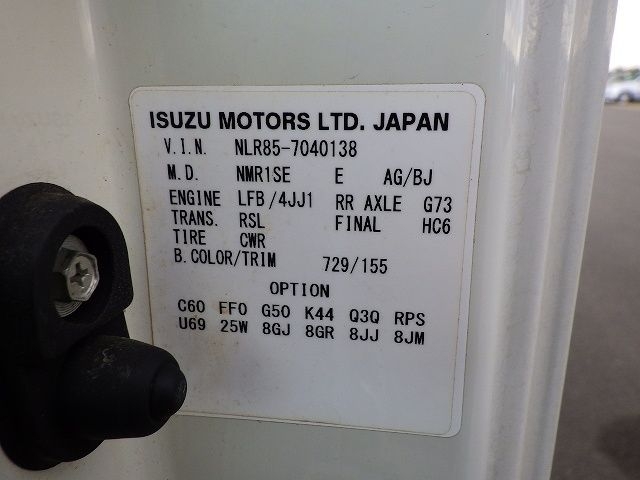 ISUZU MOTORS LTD. JAPAN
V.I.N. NLR85-7040138
M.D. NMR1SE E AG/BJ
ENGINE LFB/4JJ1 RR AXLE G73
TRANS. RSL FINAL HC6
TIRE CWR
B.COLOR/TRIM 729/155
OPTION
C60 FF0 G50 K44 Q3Q RPS
U69 25W 8GJ 8GR 8JJ 8JM